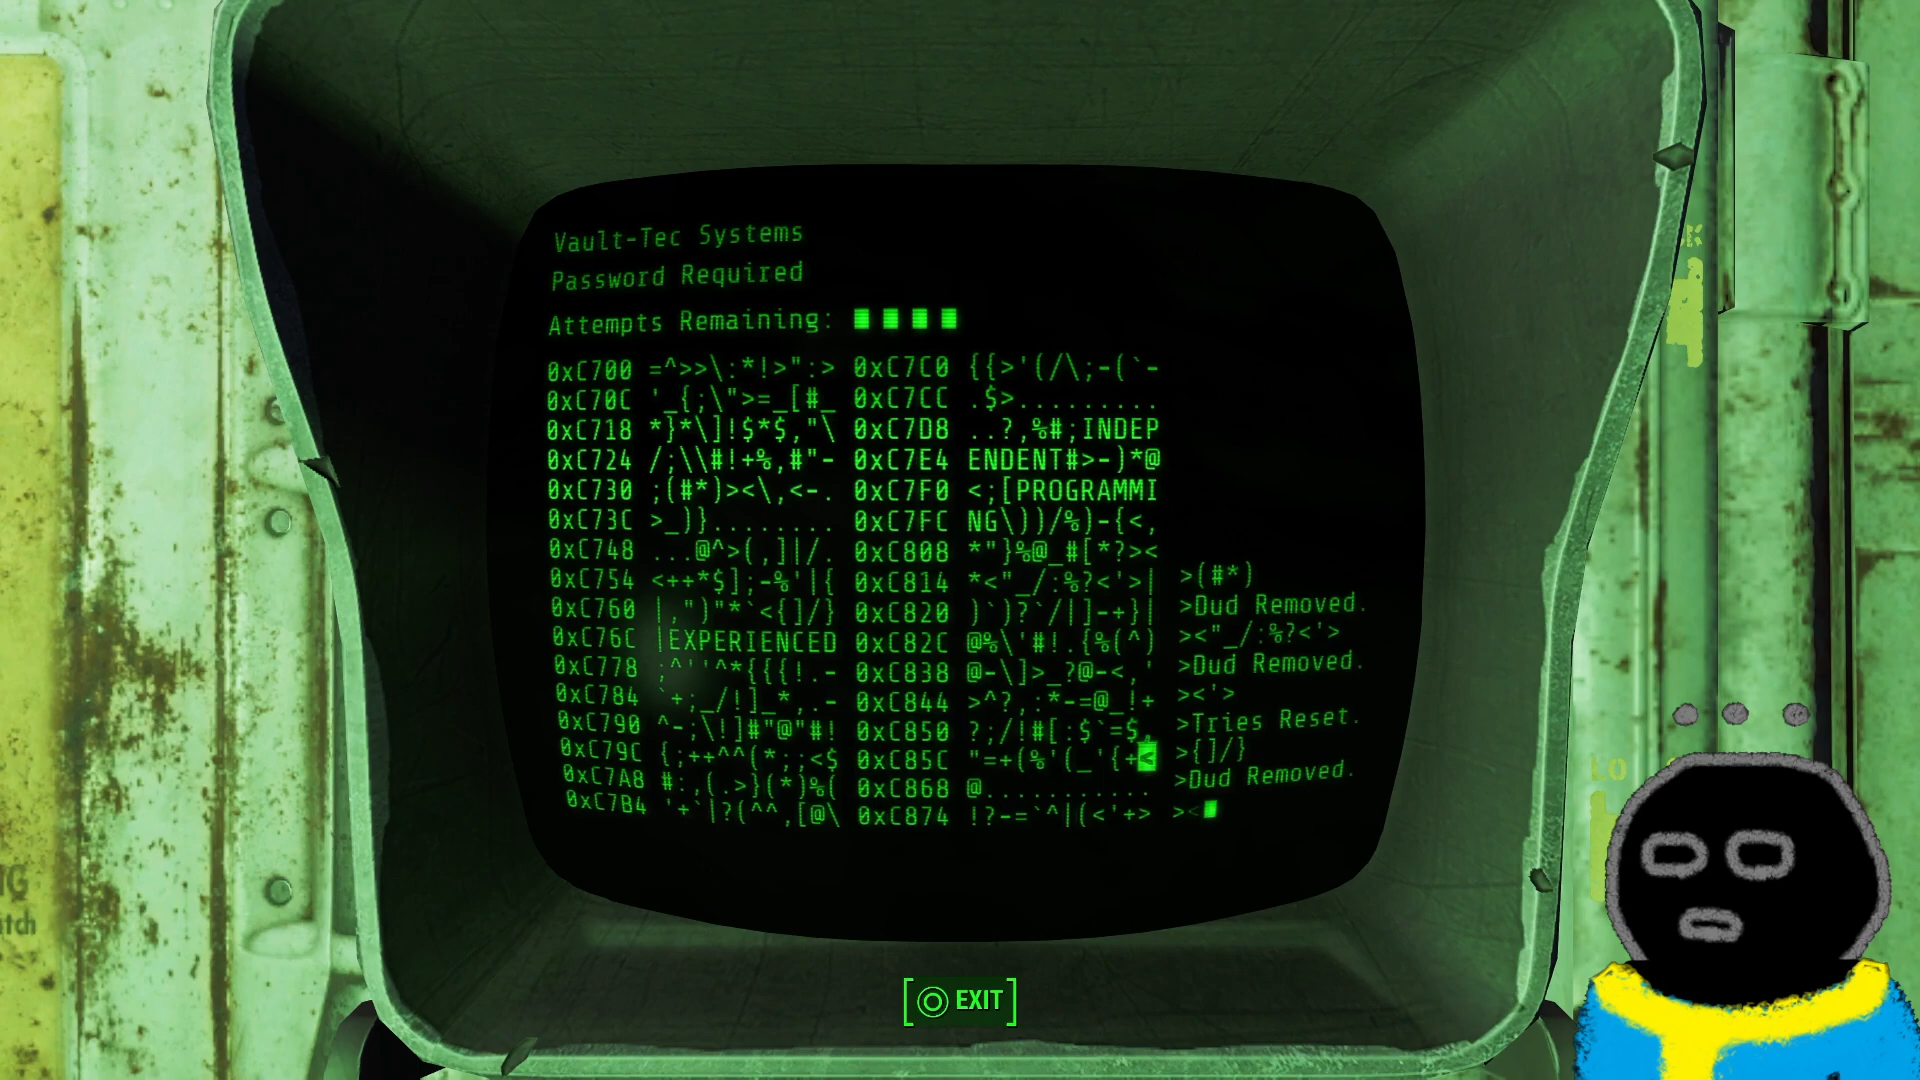 Vault-Tec Systems
Password Required
Attempts Remaining:
0xC700 =^>>\:*!>":> 0xC7C0 {{>'(/\;-(`-
0xC70C '_{;\">=_[#_ 0xC7CC .$>.........
0xC718 *}*\]!$*$,"\ 0xC7D8 ..?,%#;INDEP
0xC724 /;\\#!+%,#"- 0xC7E4 ENDENT#>-)*@
0xC730 ;(#*)><\,<-. 0xC7F0 <;[PROGRAMMI
0xC73C >_)}........ 0xC7FC NG\))/%)-{<,
0xC748 ...@^>(,]|/. 0xC808 *"}%@_#[*?><
0xC754 <++*$];-%'|{ 0xC814 *<"_/:%?<'>| >(#*)
0xC760 |,")"*`<{]/} 0xC820 )`)?`/|]-+}| >Dud Removed.
0xC76C |EXPERIENCED 0xC82C @%\'#!.{%(^) ><"_/:%?<'>
0xC778 ;^''^*{{{!.- 0xC838 @-\]>_?@-<,' >Dud Removed.
0xC784 `+;_/!]_*,.- 0xC844 >^?,:*-=@_!+ ><'>
0xC790 ^-;\!]#"@"#! 0xC850 ?;/!#[:$`=$, >Tries Reset.
0xC79C {;++^^(*:;<$ 0xC85C "=+(%'(_'{+< >{]/}
0xC7A8 #:,(.>}(*)%( 0xC868 @........... >Dud Removed.
0xC7B4 '+`|?(^^,[@\ 0xC874 !?-=`^|(<'+> ><
EXIT